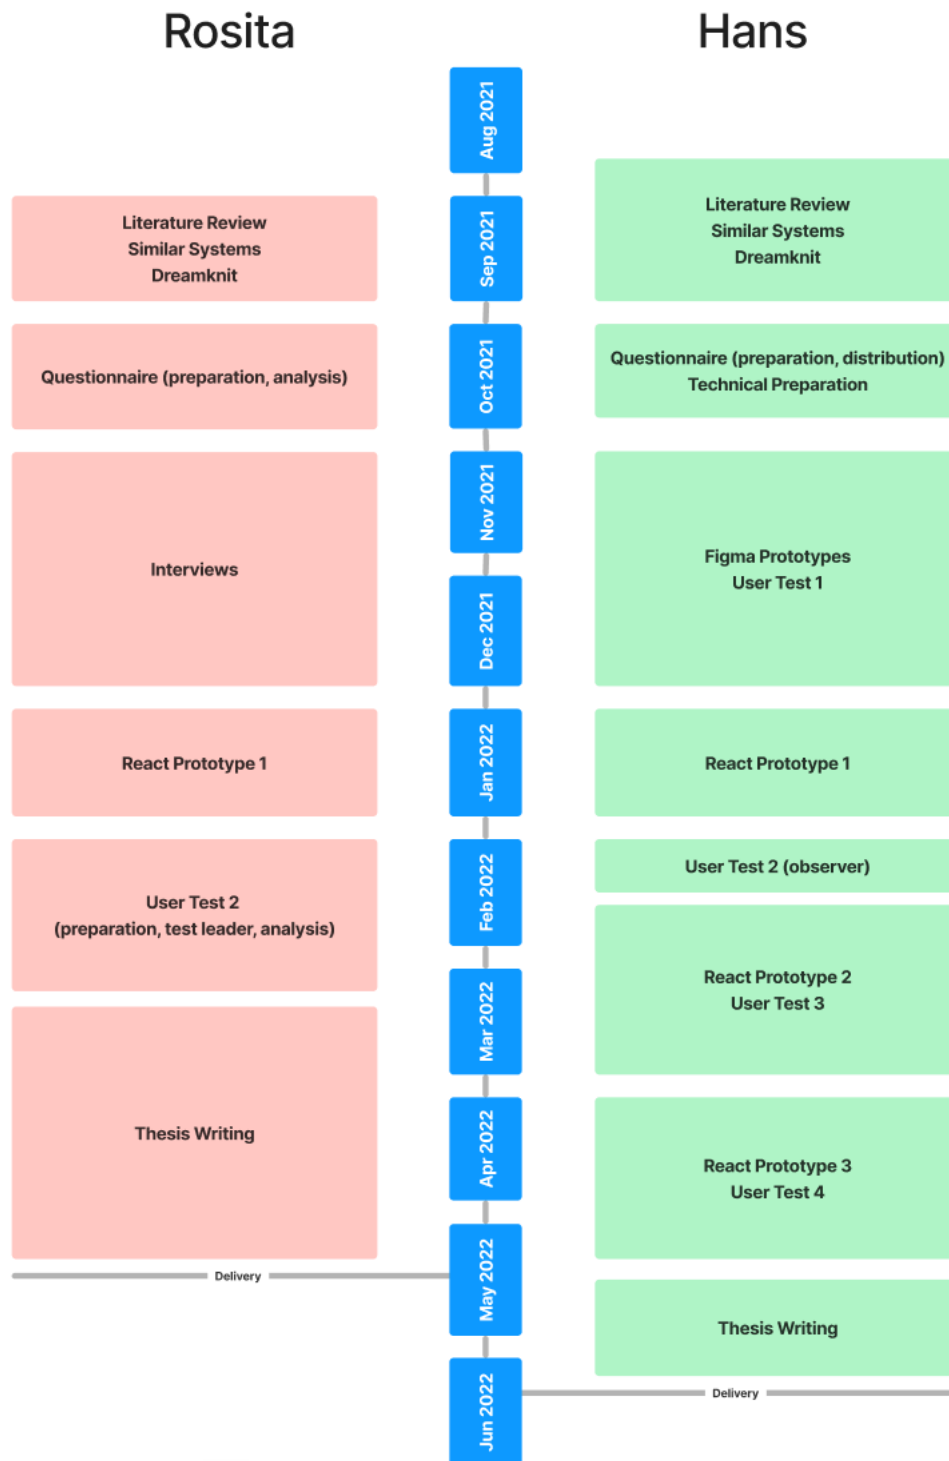 Rosita
Hans
Aug 2021
Sep 2021
Oct 2021
Nov 2021
Dec 2021
Jan 2022
Feb 2022
Mar 2022
Apr 2022
May 2022
Jun 2022
Literature Review
Similar Systems
Dreamknit
Questionnaire (preparation, analysis)
Interviews
React Prototype 1
User Test 2
(preparation, test leader, analysis)
Thesis Writing
Delivery
Literature Review
Similar Systems
Dreamknit
Questionnaire (preparation, distribution)
Technical Preparation
Figma Prototypes
User Test 1
React Prototype 1
User Test 2 (observer)
React Prototype 2
User Test 3
React Prototype 3
User Test 4
Thesis Writing
Delivery